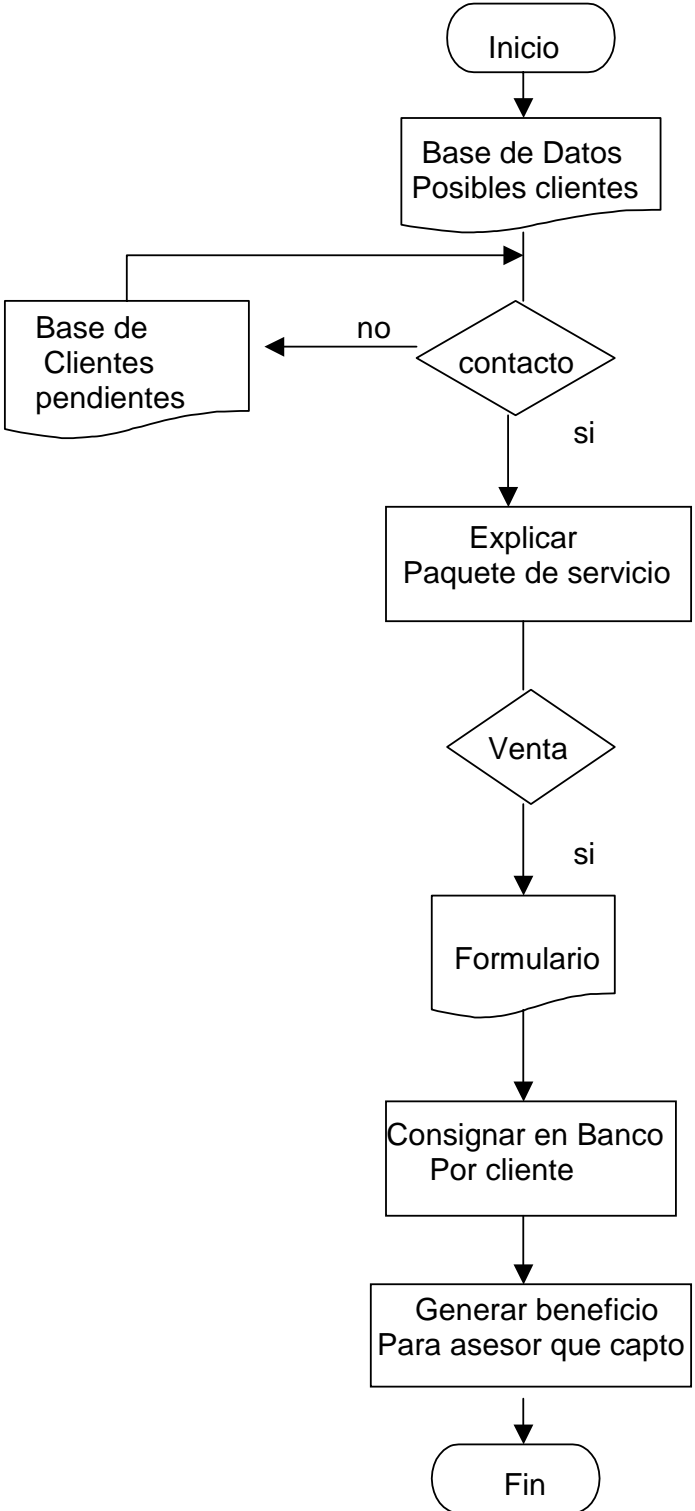 Inicio
Base de Datos
Posibles clientes
Base de
Clientes
pendientes
no
contacto
si
Explicar
Paquete de servicio
Venta
si
Formulario
Consignar en Banco
Por cliente
Generar beneficio
Para asesor que capto
Fin